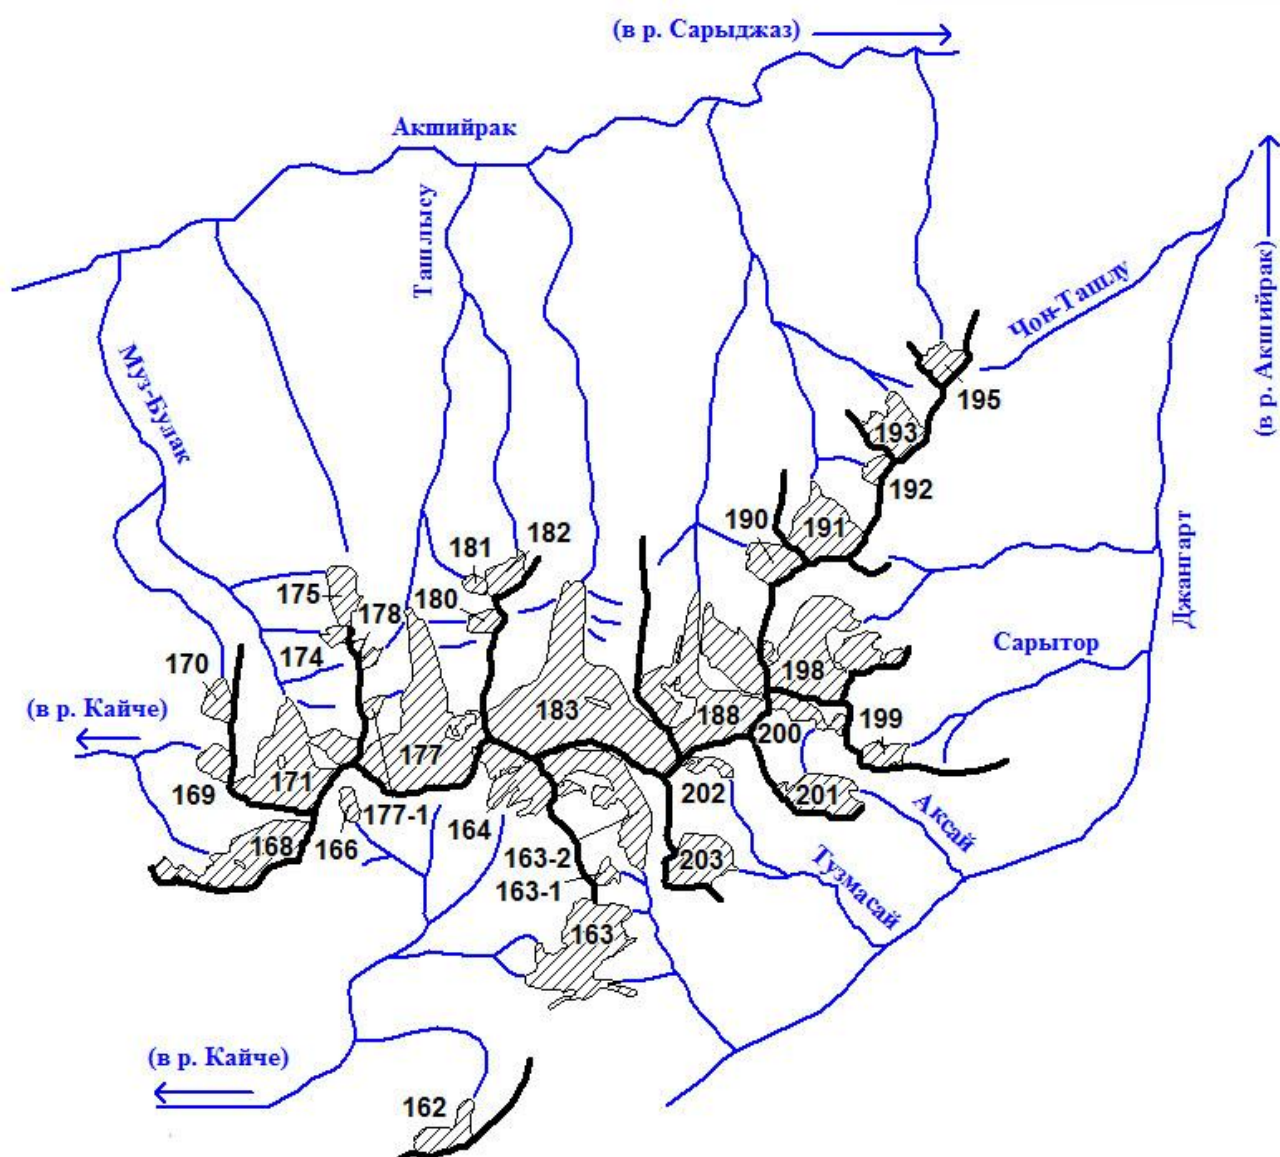 (в р. Сарыджаз)
Акшийрак
Ташлысу
(в р. Акшийрак)
Чон-Ташлу
Муз-Булак
195
193
192
190
191
182
181
175
180
178
Джангарт
174
Сарытор
170
198
(в р. Кайче)
183
188
199
200
177
171
169
202
201
177-1
164
Аксай
168
166
163-2
203
Тузмасай
163-1
163
(в р. Кайче)
162